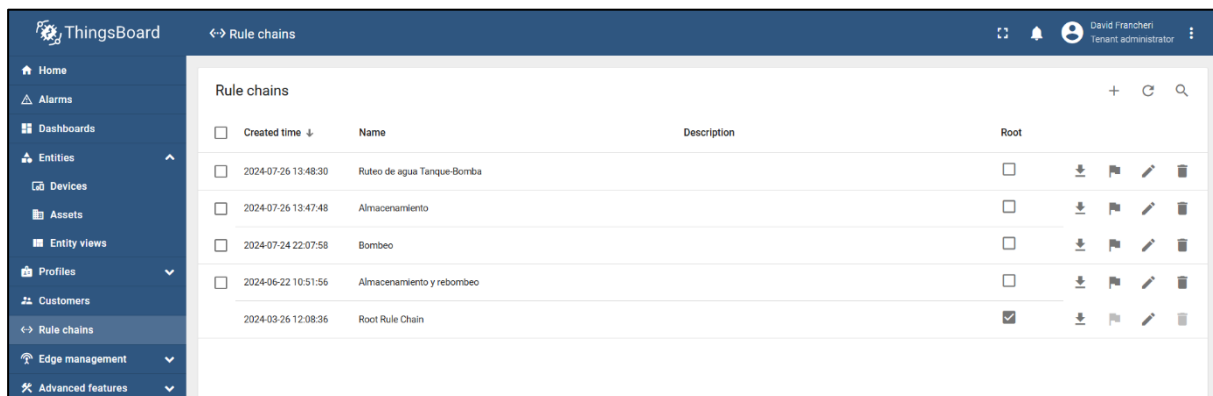 ThingsBoard
Rule chains
David Francheri
Tenant administrator
Home
Alarms
Dashboards
Entities
Devices
Assets
Entity views
Profiles
Customers
Rule chains
Edge management
Advanced features
Rule chains
Created time Name Description Root
2024-07-26 13:48:30 Ruteo de agua Tanque-Bomba
2024-07-26 13:47:48 Almacenamiento
2024-07-24 22:07:58 Bombeo
2024-06-22 10:51:56 Almacenamiento y rebombeo
2024-03-26 12:08:36 Root Rule Chain